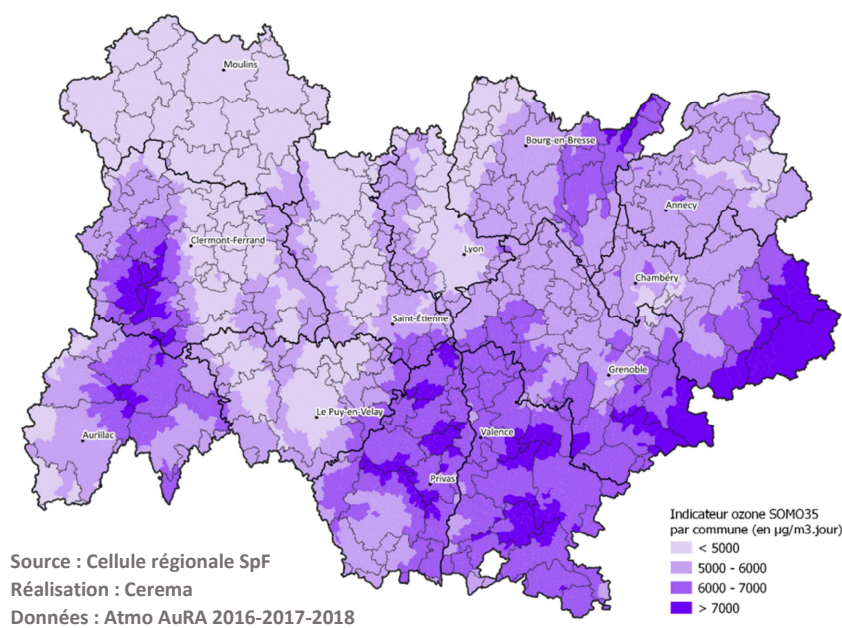 Moulins
Bourg-en-Bresse
Annecy
Clermont-Ferrand
Lyon
Chambéry
Saint-Étienne
Grenoble
Le Puy-en-Velay
Aurillac
Valence
Privas
Indicateur ozone SOMO35
par commune (en µg/m3.jour)
< 5000
5000 - 6000
6000 - 7000
> 7000
Source : Cellule régionale SpF
Réalisation : Cerema
Données : Atmo AuRA 2016-2017-2018